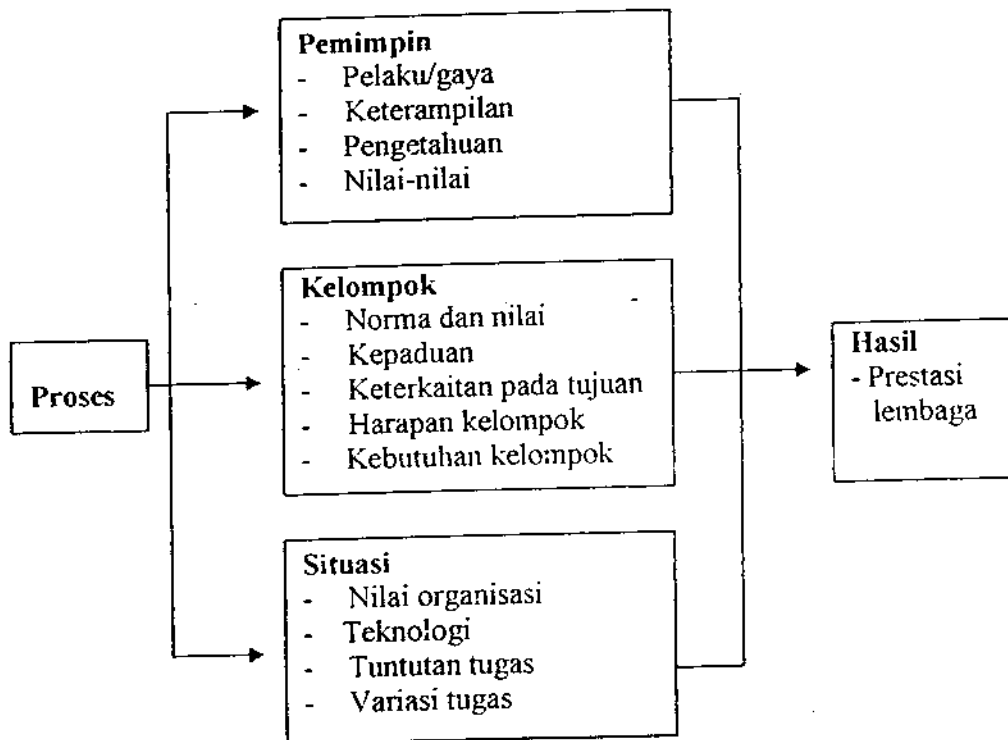 Pemimpin
- Pelaku/gaya
- Keterampilan
- Pengetahuan
- Nilai-nilai
Kelompok
- Norma dan nilai
- Kepaduan
- Keterkaitan pada tujuan
- Harapan kelompok
- Kebutuhan kelompok
Proses
Hasil
- Prestasi
lembaga
Situasi
- Nilai organisasi
- Teknologi
- Tuntutan tugas
- Variasi tugas